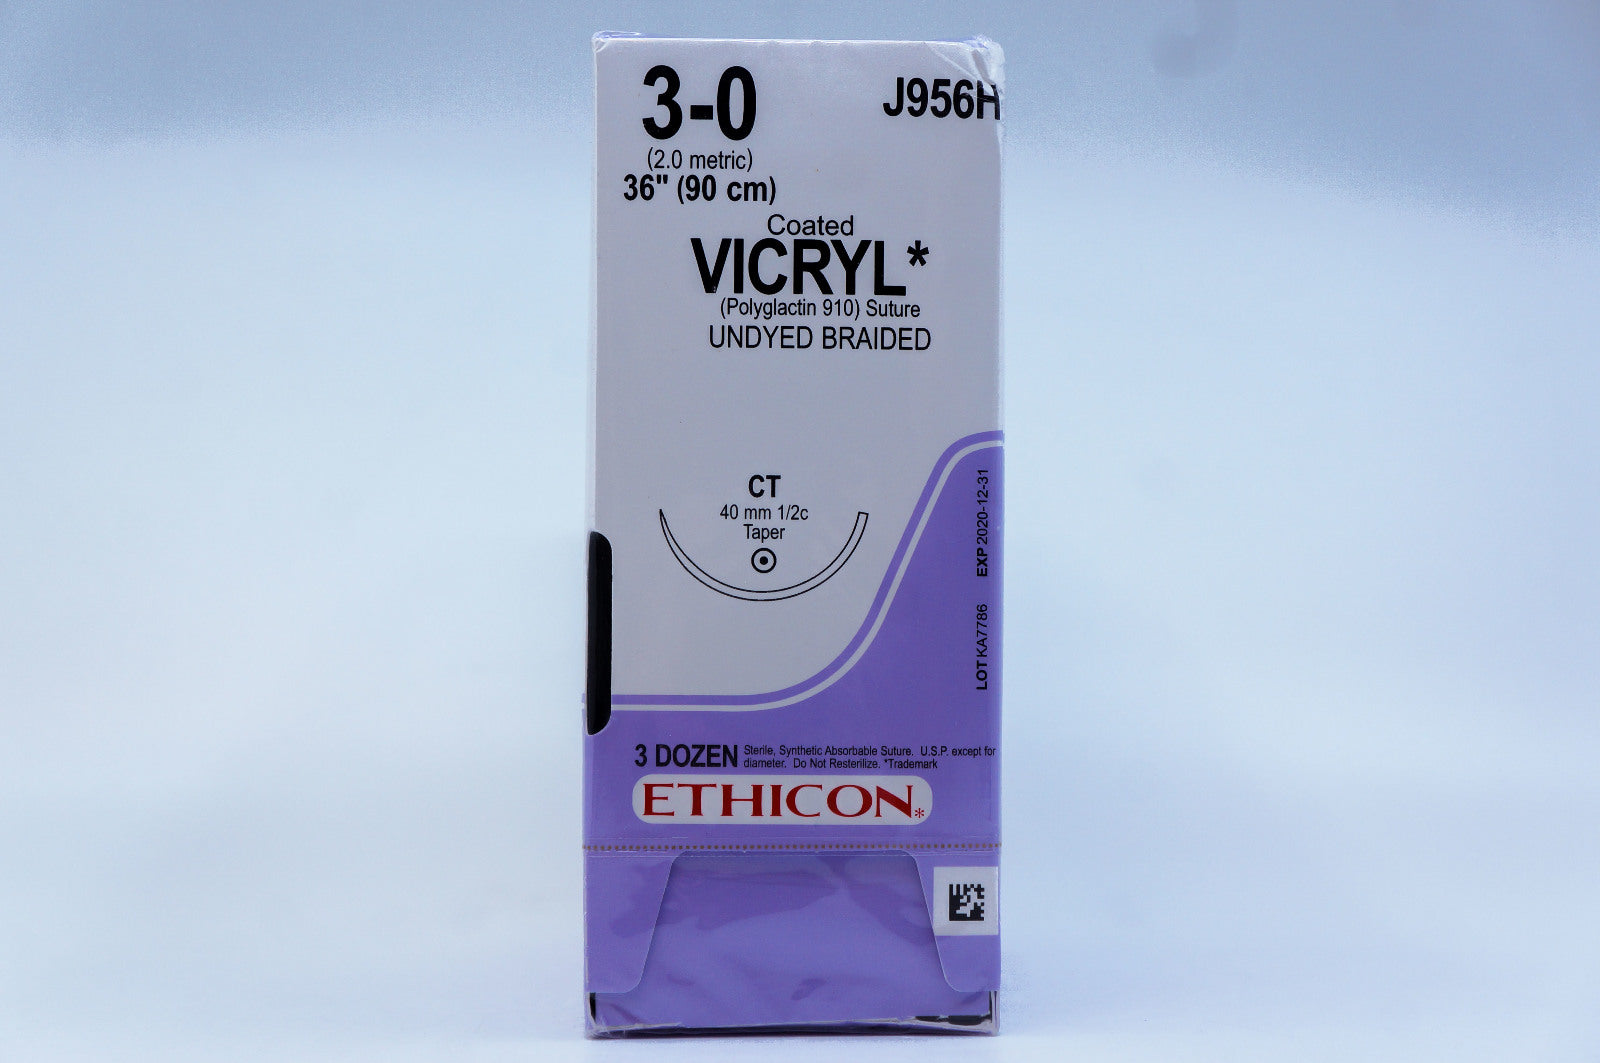 3-0
J956H
(2.0 metric)
36" (90 cm)
Coated
VICRYL*
(Polyglactin 910) Suture
UNDYED BRAIDED
CT
40 mm 1/2c
Taper
LOT KA7786 EXP 2020-12-31
3 DOZEN
Sterile, Synthetic Absorbable Suture. U.S.P. except for
diameter. Do Not Resterilize. *Trademark
ETHICON*